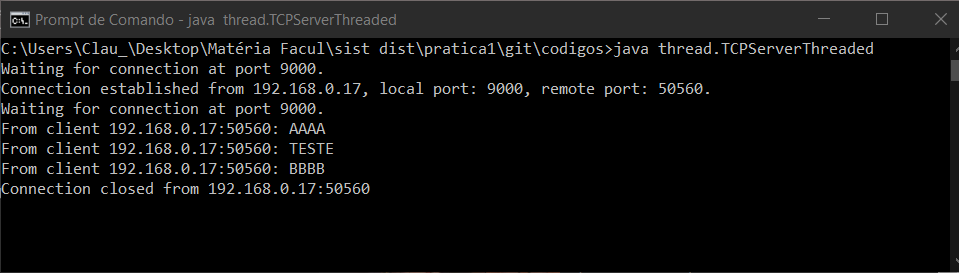 Prompt de Comando - java  thread.TCPServerThreaded
C:\Users\Clau_\Desktop\Matéria Facul\sist dist\pratica1\git\codigos>java thread.TCPServerThreaded
Waiting for connection at port 9000.
Connection established from 192.168.0.17, local port: 9000, remote port: 50560.
Waiting for connection at port 9000.
From client 192.168.0.17:50560: AAAA
From client 192.168.0.17:50560: TESTE
From client 192.168.0.17:50560: BBBB
Connection closed from 192.168.0.17:50560